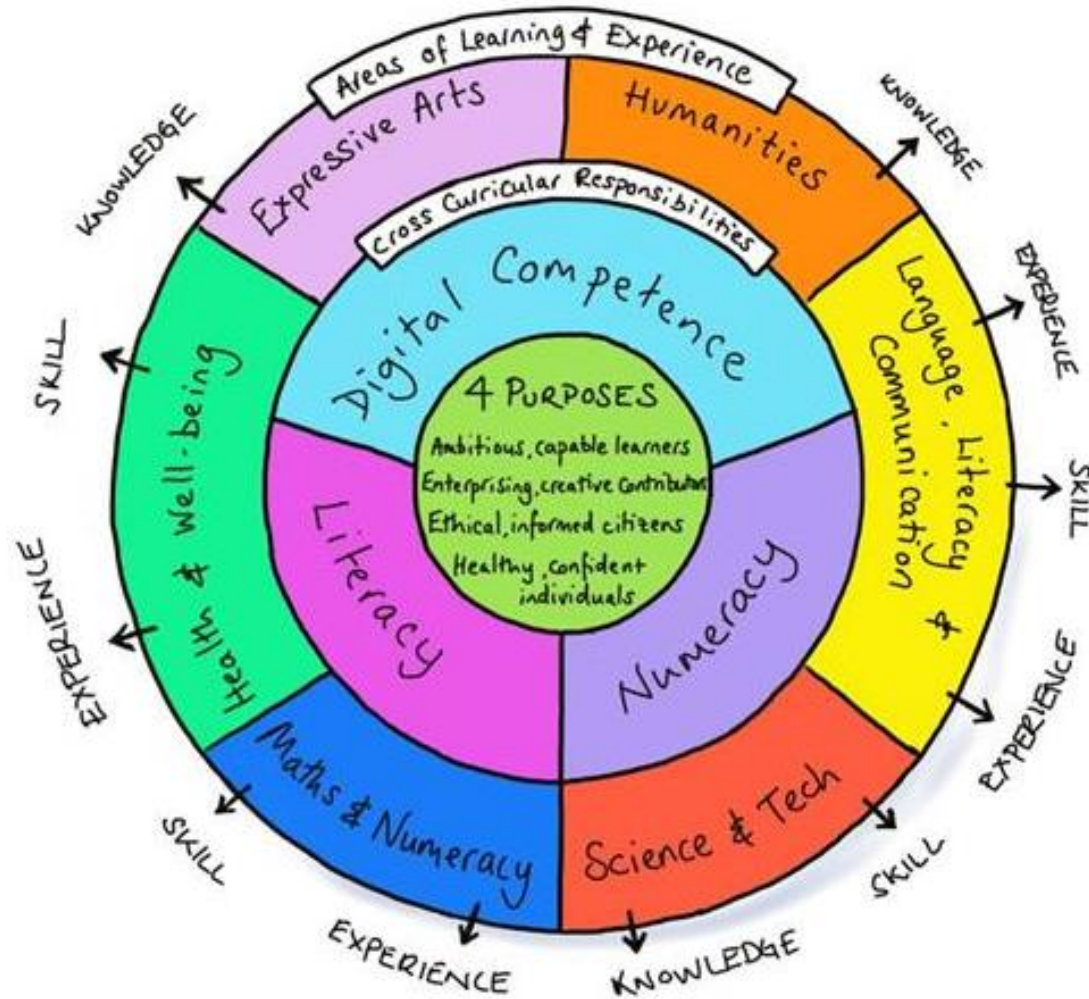 Areas of Learning & Experience
Expressive Arts
Humanities
Cross Curricular Responsibilities
Digital Competence
4 PURPOSES
Ambitious, capable learners
Enterprising, creative Contributors
Ethical, informed citizens
Healthy, confident
individuals
Literacy
Numeracy
Language, Literacy
& Communication
Health & Well-being
Maths & Numeracy
Science & Tech
KNOWLEDGE
KNOWLEDGE
EXPERIENCE
SKILL
EXPERIENCE
SKILL
KNOWLEDGE
EXPERIENCE
SKILL
EXPERIENCE
SKILL